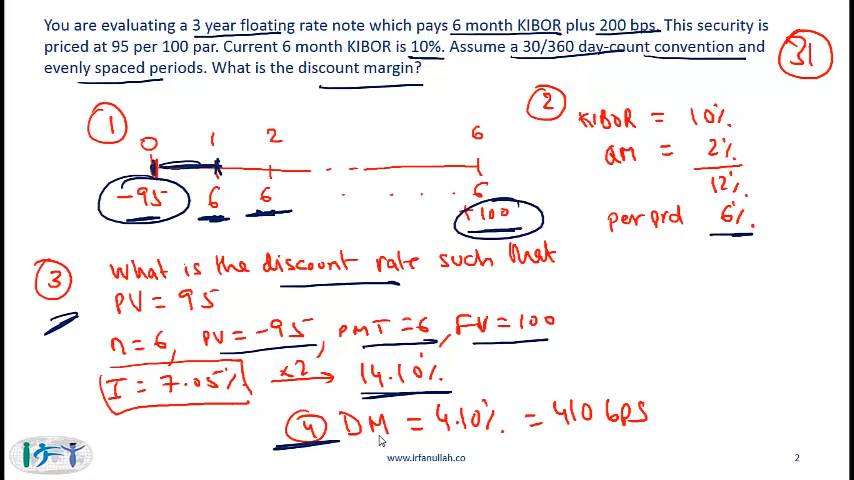 You are evaluating a 3 year floating rate note which pays 6 month KIBOR plus 200 bps. This security is
priced at 95 per 100 par. Current 6 month KIBOR is 10%. Assume a 30/360 day-count convention and
evenly spaced periods. What is the discount margin?
31
1
0 1 2 6
-95 6 6 . . . . 6
+100
2
KIBOR = 10%
QM = 2%
12%
per prd 6%
3
What is the discount rate such that
PV = 95
n=6, PV = -95, PMT = 6, FV = 100
I = 7.05% x2 14.10%
4 DM = 4.10% = 410 bps
www.irfanullah.co
2
IFT